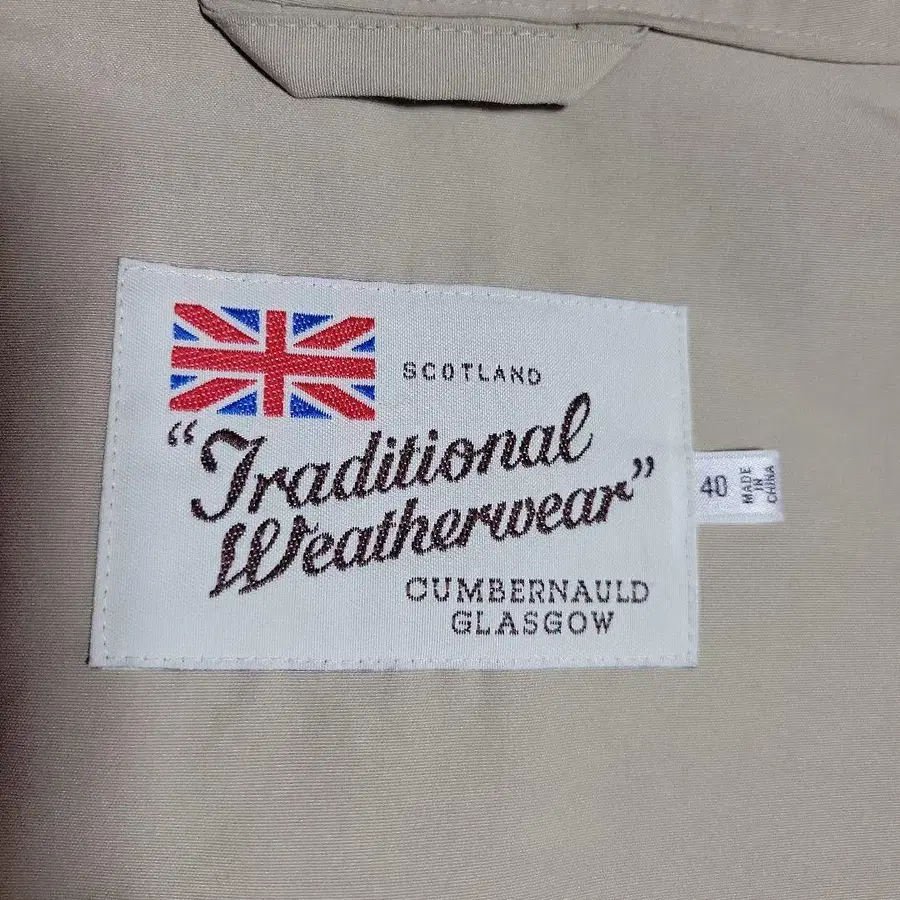 SCOTLAND
"Traditional
Weatherwear"
CUMBERNAULD
GLASGOW
40
MADE
IN
CHINA